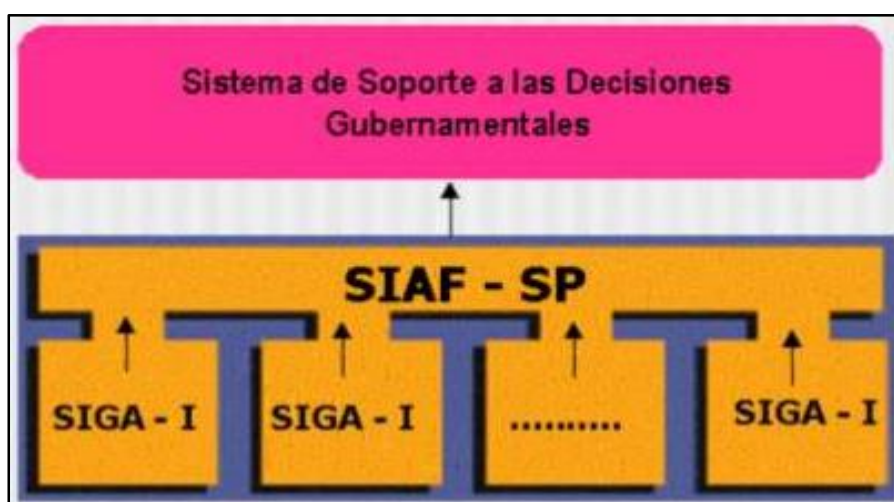 Sistema de Soporte a las Decisiones
Gubernamentales
SIAF - SP
SIGA - I
SIGA - I
..........
SIGA - I